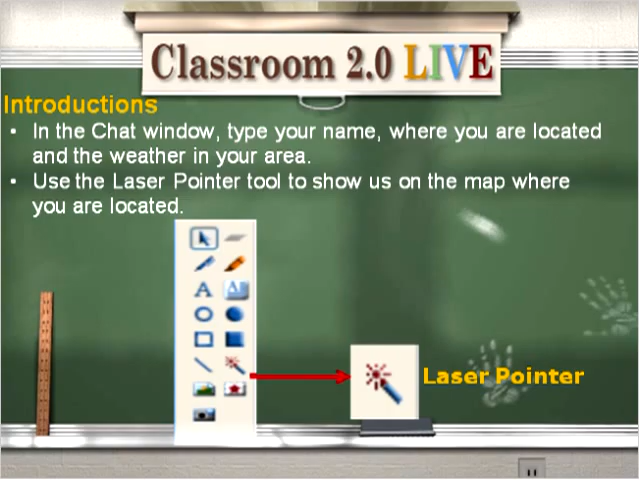 Classroom 2.0 LIVE
Introductions
• In the Chat window, type your name, where you are located
and the weather in your area.
• Use the Laser Pointer tool to show us on the map where
you are located.
Laser Pointer